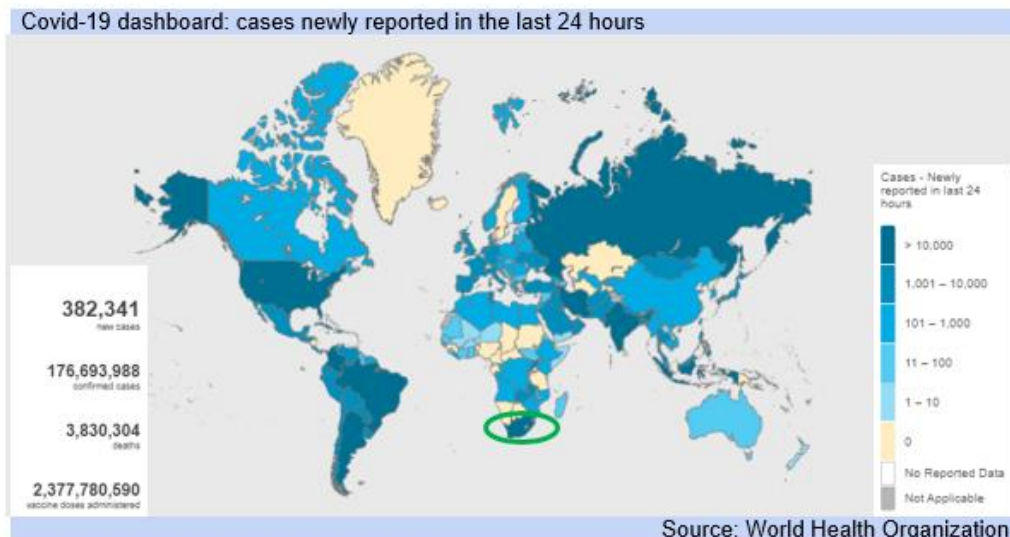 Covid-19 dashboard: cases newly reported in the last 24 hours
382,341
new cases
176,693,988
confirmed cases
3,830,304
deaths
2,377,780,590
vaccine doses administered
Cases - Newly
reported in last 24
hours
> 10,000
1,001 – 10,000
101 – 1,000
11 – 100
1 – 10
0
No Reported Data
Not Applicable
Source: World Health Organization